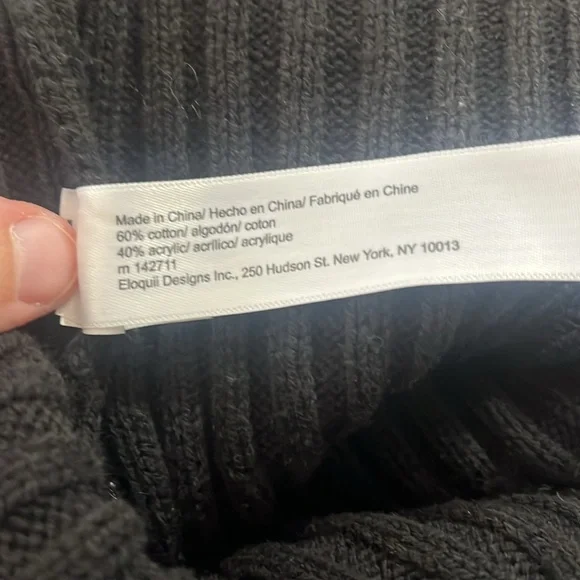 Made in China/ Hecho en China/ Fabriqué en Chine
60% cotton/ algodón/ coton
40% acrylic/ acrílico/ acrylique
m 142711
Eloquii Designs Inc., 250 Hudson St. New York, NY 10013